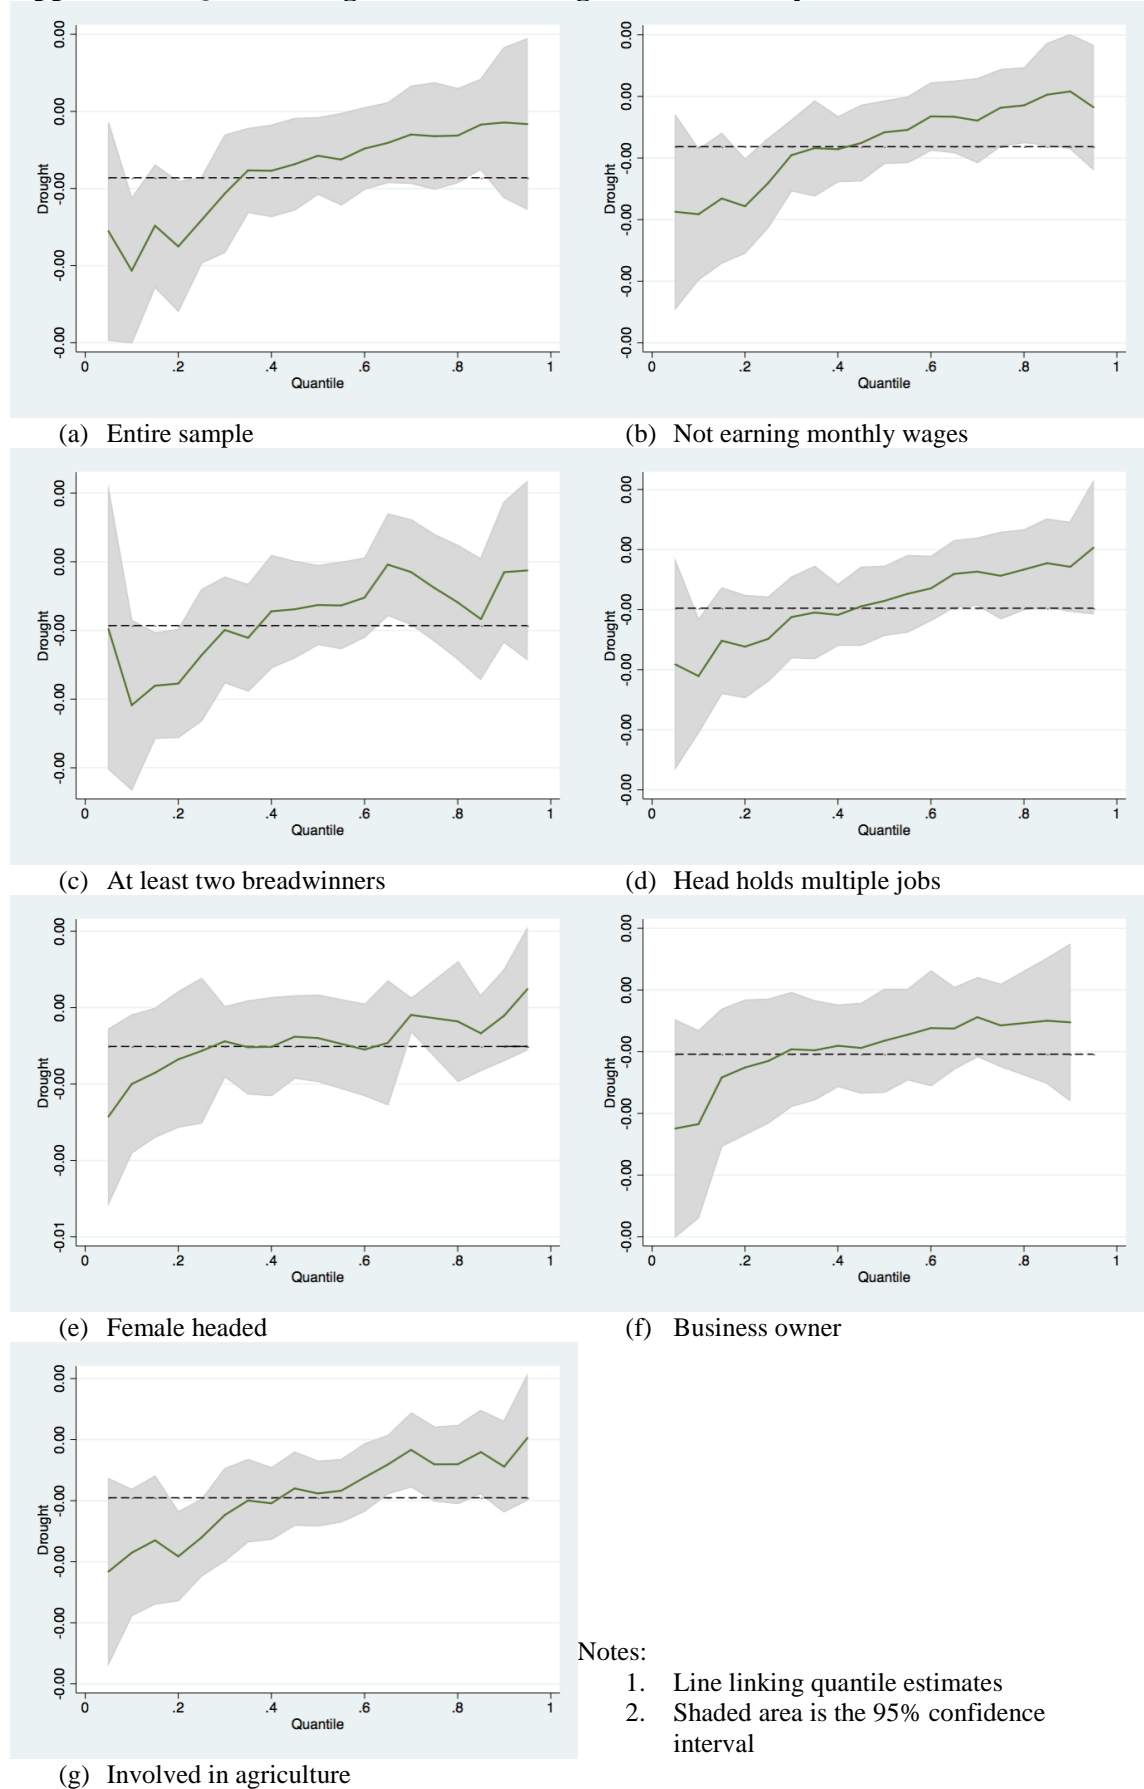 0.00
0.00
-0.00
-0.00
-0.00
Drought
0 .2 .4 .6 .8 1
Quantile
(a) Entire sample
0.00
0.00
-0.00
-0.00
-0.00
-0.00
Drought
0 .2 .4 .6 .8 1
Quantile
(b) Not earning monthly wages
0.00
0.00
-0.00
-0.00
-0.00
Drought
0 .2 .4 .6 .8 1
Quantile
(c) At least two breadwinners
0.00
0.00
-0.00
-0.00
-0.00
-0.00
Drought
0 .2 .4 .6 .8 1
Quantile
(d) Head holds multiple jobs
0.00
0.00
-0.00
-0.00
-0.01
Drought
0 .2 .4 .6 .8 1
Quantile
(e) Female headed
0.00
0.00
-0.00
-0.00
-0.00
-0.00
Drought
0 .2 .4 .6 .8 1
Quantile
(f) Business owner
0.00
0.00
-0.00
-0.00
-0.00
-0.00
Drought
0 .2 .4 .6 .8 1
Quantile
(g) Involved in agriculture
Notes:
1. Line linking quantile estimates
2. Shaded area is the 95% confidence
interval